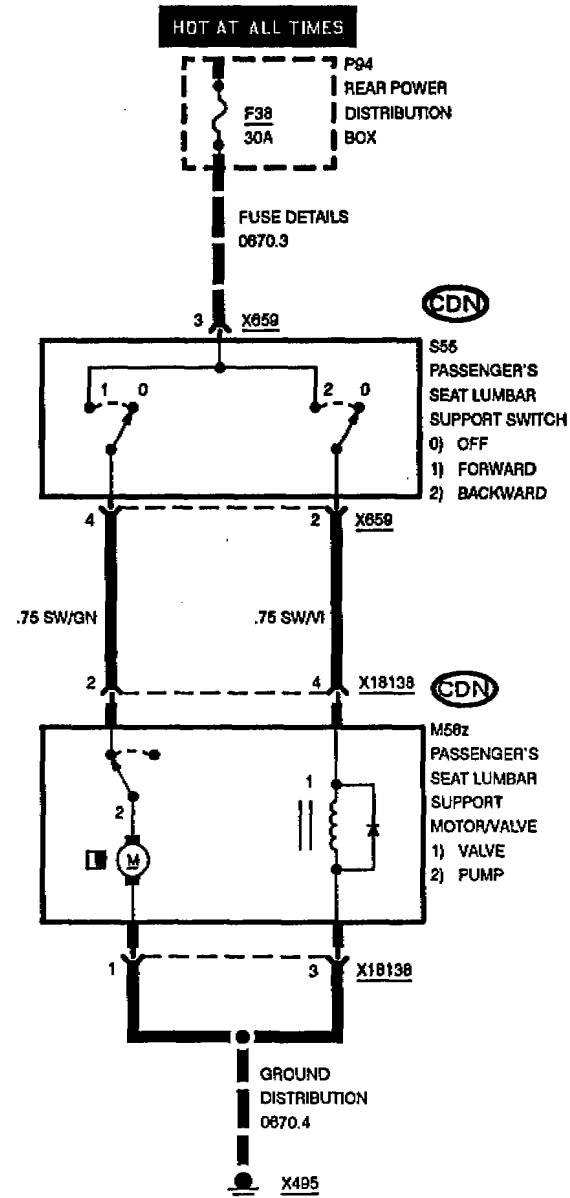 HOT AT ALL TIMES
P94
REAR POWER
DISTRIBUTION
BOX
F38
30A
FUSE DETAILS
0670.3
3 X659
CDN
S55
PASSENGER'S
SEAT LUMBAR
SUPPORT SWITCH
0) OFF
1) FORWARD
2) BACKWARD
1 0
2 0
4
2 X659
.75 SW/GN
.75 SW/VI
2
4 X18138
CDN
M56z
PASSENGER'S
SEAT LUMBAR
SUPPORT
MOTOR/VALVE
1) VALVE
2) PUMP
1
2
M
1
3 X18138
GROUND
DISTRIBUTION
0670.4
X495